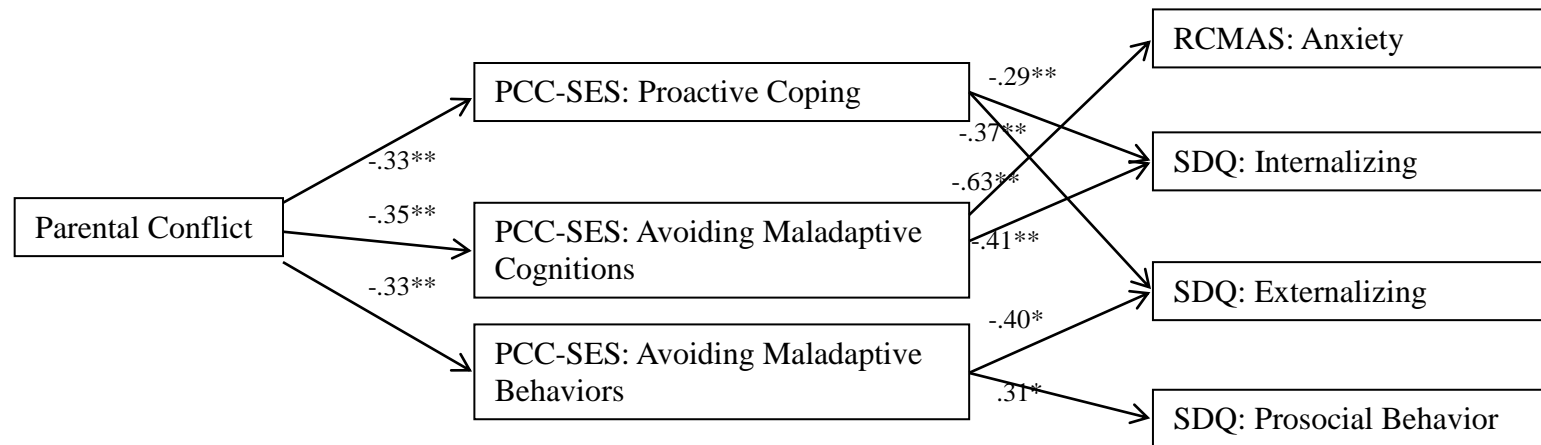 RCMAS: Anxiety
PCC-SES: Proactive Coping
-.29**
-.37**
SDQ: Internalizing
-.33**
-.63**
Parental Conflict
-.35**
PCC-SES: Avoiding Maladaptive
Cognitions
-.41**
SDQ: Externalizing
-.33**
-.40*
PCC-SES: Avoiding Maladaptive
Behaviors
.31*
SDQ: Prosocial Behavior